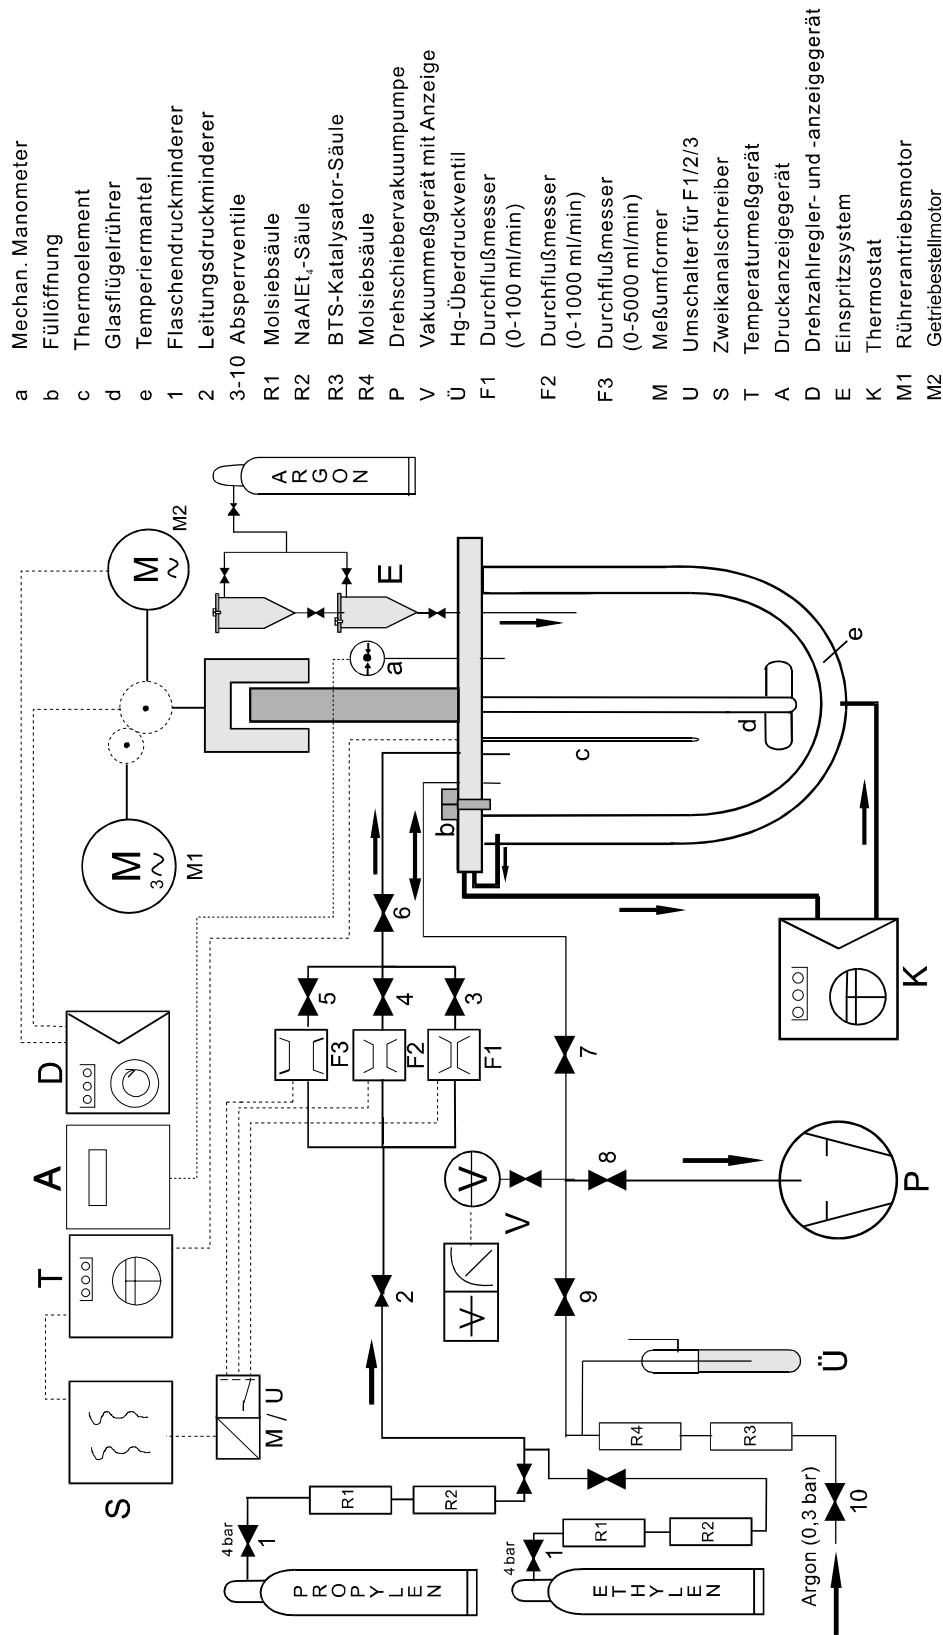 a Mechan. Manometer
b Füllöffnung
c Thermoelement
d Glasflügelrührer
e Temperiermantel
1 Flaschendruckminderer
2 Leitungsdruckminderer
3-10 Absperrventile
R1 Molsiebsäule
R2 NaAlEt₄-Säule
R3 BTS-Katalysator-Säule
R4 Molsiebsäule
P Drehschiebervakuumpumpe
V Vakuummeßgerät mit Anzeige
Ü Hg-Überdruckventil
F1 Durchflußmesser
(0-100 ml/min)
F2 Durchflußmesser
(0-1000 ml/min)
F3 Durchflußmesser
(0-5000 ml/min)
M Meßumformer
U Umschalter für F1/2/3
S Zweikanalschreiber
T Temperaturmeßgerät
A Druckanzeigegerät
D Drehzahlregler- und -anzeigegerät
E Einspritzsystem
K Thermostat
M1 Rührerantriebsmotor
M2 Getriebestellmotor
ARGON
M
M2
E
a
e
d
c
b
M
3
M1
6
5
4
3
F3
F2
F1
7
K
D
A
T
S
M / U
2
V
V
V
8
P
9
Ü
R4
R3
4 bar
1
R1
R2
PROPYLEN
4 bar
1
R1
R2
ETHYLEN
Argon (0,3 bar)
10